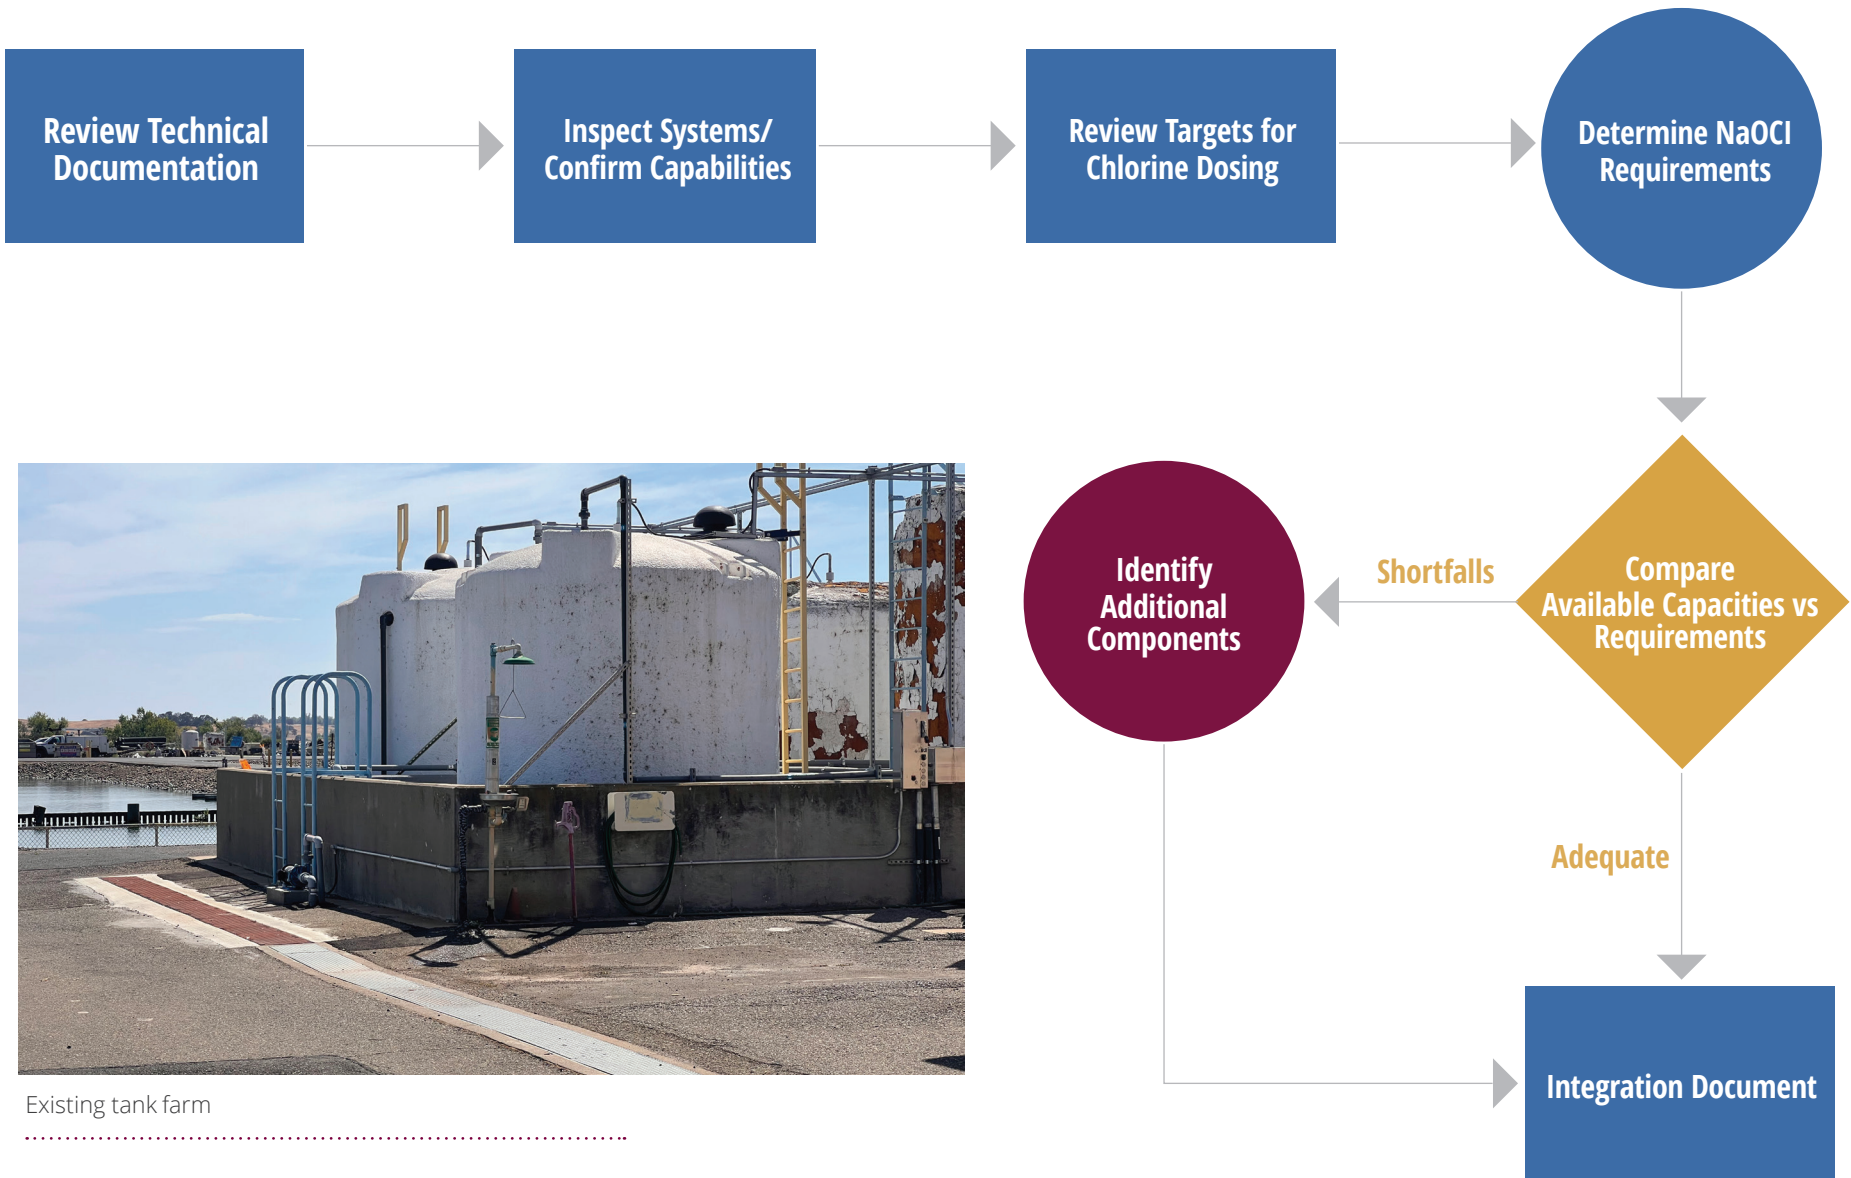 Review Technical
Documentation
Inspect Systems/
Confirm Capabilities
Review Targets for
Chlorine Dosing
Determine NaOCI
Requirements
Compare
Available Capacities vs
Requirements
Shortfalls
Identify
Additional
Components
Adequate
Integration Document
Existing tank farm